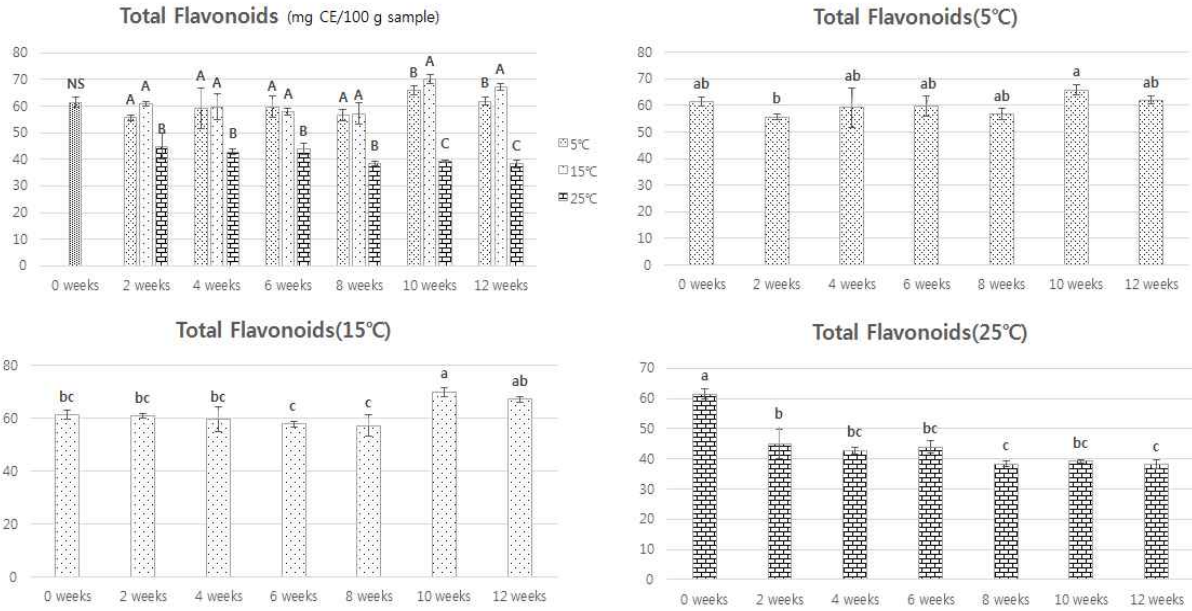 Total Flavonoids (mg CE/100 g sample)
80
70
60
50
40
30
20
10
0
NS
A A B
A A B
A A B
A A B
B A C
B A C
0 weeks 2 weeks 4 weeks 6 weeks 8 weeks 10 weeks 12 weeks
5℃
15℃
25℃
Total Flavonoids(5℃)
80
70
60
50
40
30
20
10
0
ab b ab ab ab a ab
0 weeks 2 weeks 4 weeks 6 weeks 8 weeks 10 weeks 12 weeks
Total Flavonoids(15℃)
80
60
40
20
0
bc bc bc c c a ab
0 weeks 2 weeks 4 weeks 6 weeks 8 weeks 10 weeks 12 weeks
Total Flavonoids(25℃)
70
60
50
40
30
20
10
0
a b bc bc c bc c
0 weeks 2 weeks 4 weeks 6 weeks 8 weeks 10 weeks 12 weeks